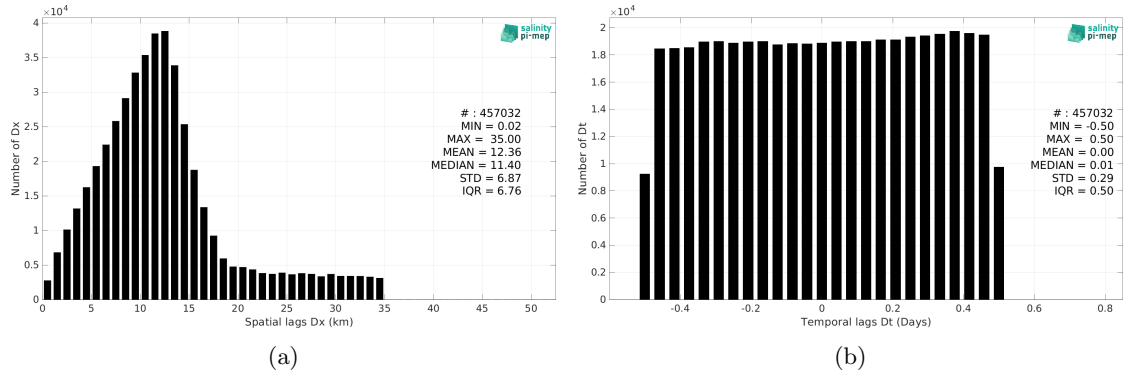 ×10⁴
4
3.5
3
2.5
2
1.5
1
0.5
0
0 5 10 15 20 25 30 35 40 45 50
Number of Dx
Spatial lags Dx (km)
salinity
pi-mep
# : 457032
MIN = 0.02
MAX = 35.00
MEAN = 12.36
MEDIAN = 11.40
STD = 6.87
IQR = 6.76
(a)
×10⁴
2
1.8
1.6
1.4
1.2
1
0.8
0.6
0.4
0.2
0
-0.4 -0.2 0 0.2 0.4 0.6 0.8
Number of Dt
Temporal lags Dt (Days)
salinity
pi-mep
# : 457032
MIN = -0.50
MAX = 0.50
MEAN = 0.00
MEDIAN = 0.01
STD = 0.29
IQR = 0.50
(b)